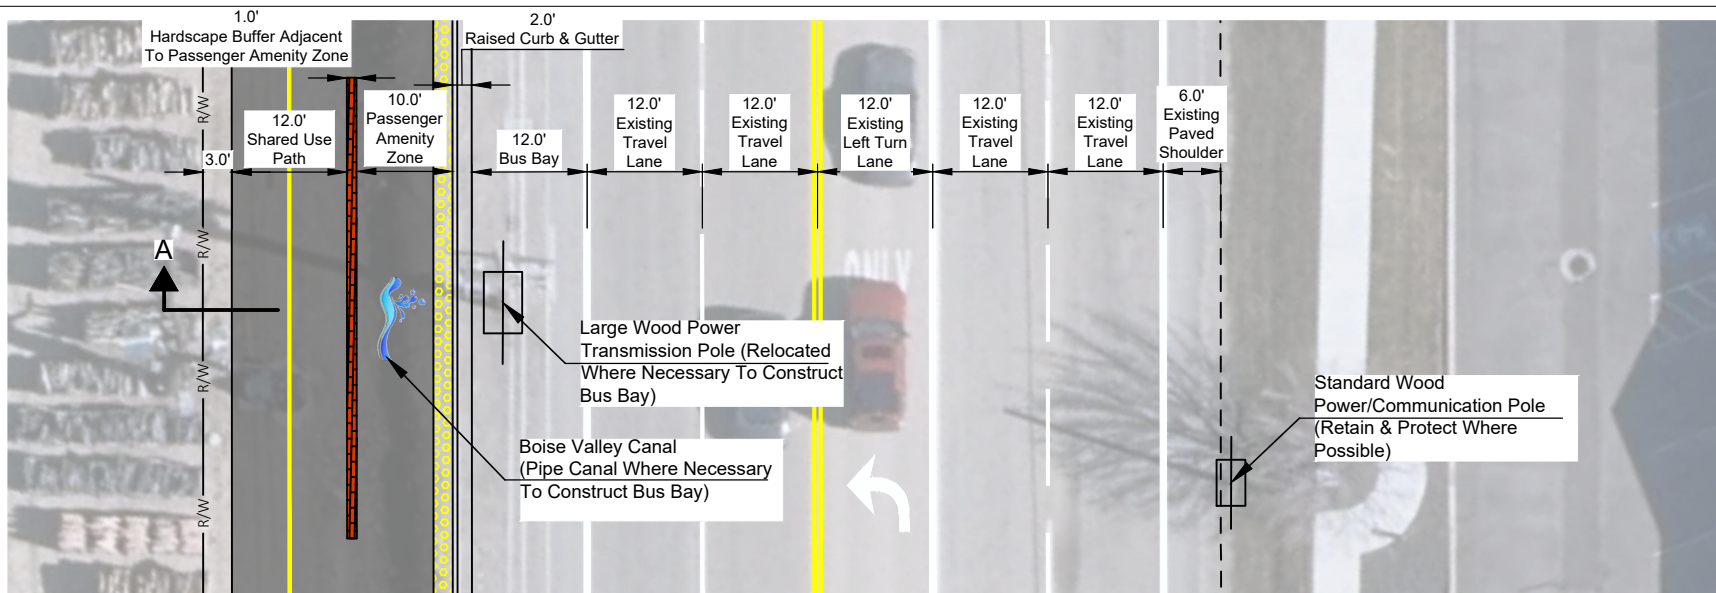 1.0'
Hardscape Buffer Adjacent
To Passenger Amenity Zone
2.0'
Raised Curb & Gutter
R/W
3.0'
12.0'
Shared Use
Path
10.0'
Passenger
Amenity
Zone
12.0'
Bus Bay
12.0'
Existing
Travel
Lane
12.0'
Existing
Travel
Lane
12.0'
Existing
Left Turn
Lane
12.0'
Existing
Travel
Lane
12.0'
Existing
Travel
Lane
6.0'
Existing
Paved
Shoulder
R/W
A
ONLY
Large Wood Power
Transmission Pole (Relocated
Where Necessary To Construct
Bus Bay)
R/W
Standard Wood
Power/Communication Pole
(Retain & Protect Where
Possible)
Boise Valley Canal
(Pipe Canal Where Necessary
To Construct Bus Bay)
R/W